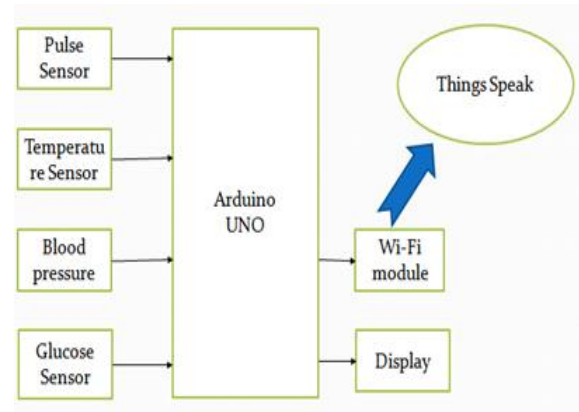 Pulse
Sensor
Temperatu
re Sensor
Blood
pressure
Glucose
Sensor
Arduino
UNO
Wi-Fi
module
Display
Things Speak